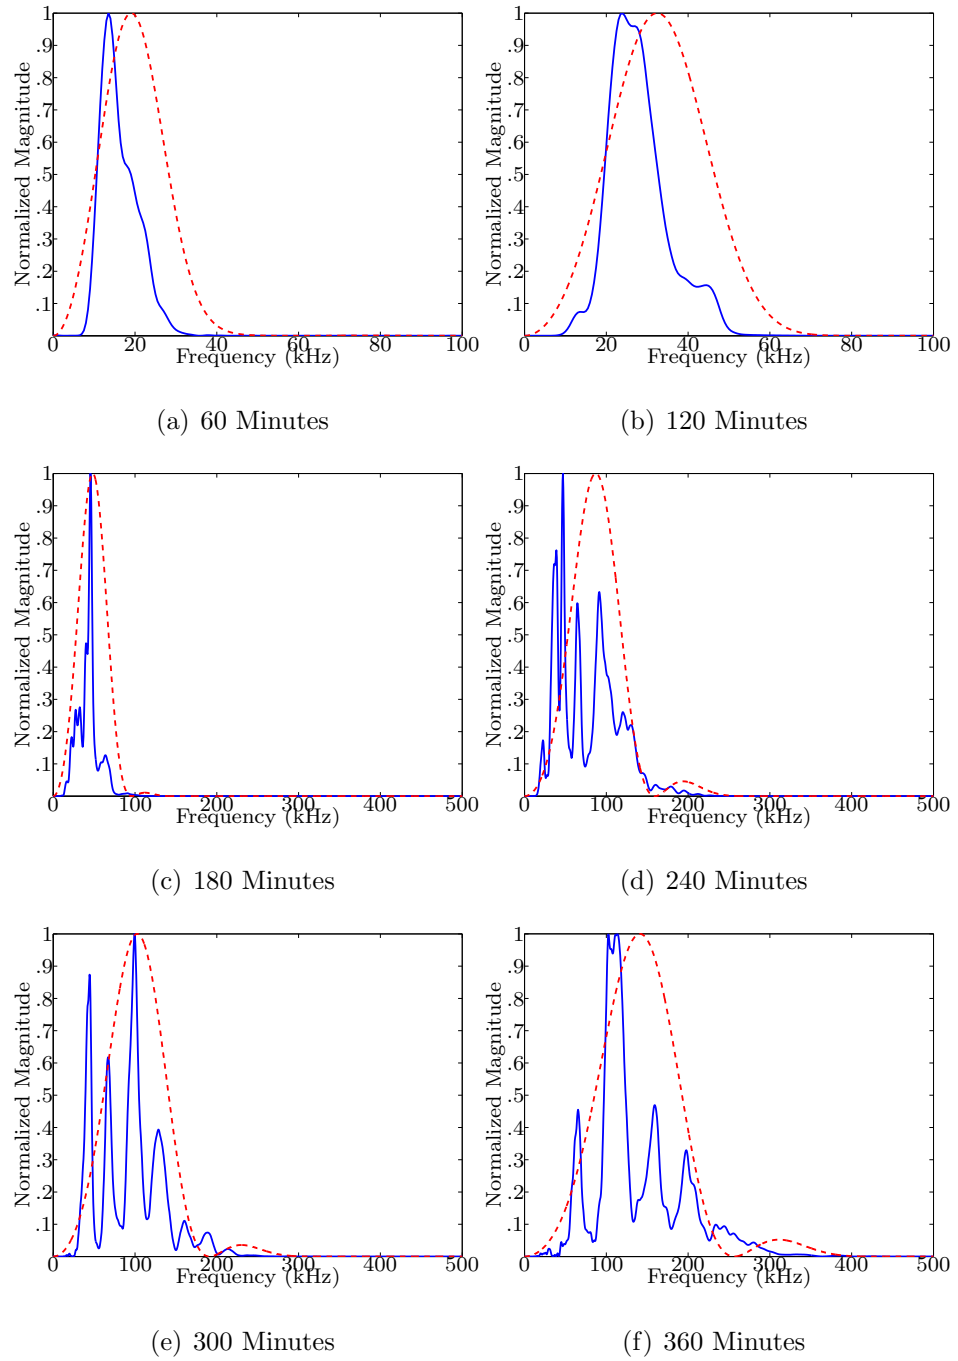 1
.9
.8
.7
.6
.5
.4
.3
.2
.1
Normalized Magnitude
0 20 40 60 80 100
Frequency (kHz)
(a) 60 Minutes
1
.9
.8
.7
.6
.5
.4
.3
.2
.1
Normalized Magnitude
0 20 40 60 80 100
Frequency (kHz)
(b) 120 Minutes
1
.9
.8
.7
.6
.5
.4
.3
.2
.1
Normalized Magnitude
0 100 200 300 400 500
Frequency (kHz)
(c) 180 Minutes
1
.9
.8
.7
.6
.5
.4
.3
.2
.1
Normalized Magnitude
0 100 200 300 400 500
Frequency (kHz)
(d) 240 Minutes
1
.9
.8
.7
.6
.5
.4
.3
.2
.1
Normalized Magnitude
0 100 200 300 400 500
Frequency (kHz)
(e) 300 Minutes
1
.9
.8
.7
.6
.5
.4
.3
.2
.1
Normalized Magnitude
0 100 200 300 400 500
Frequency (kHz)
(f) 360 Minutes